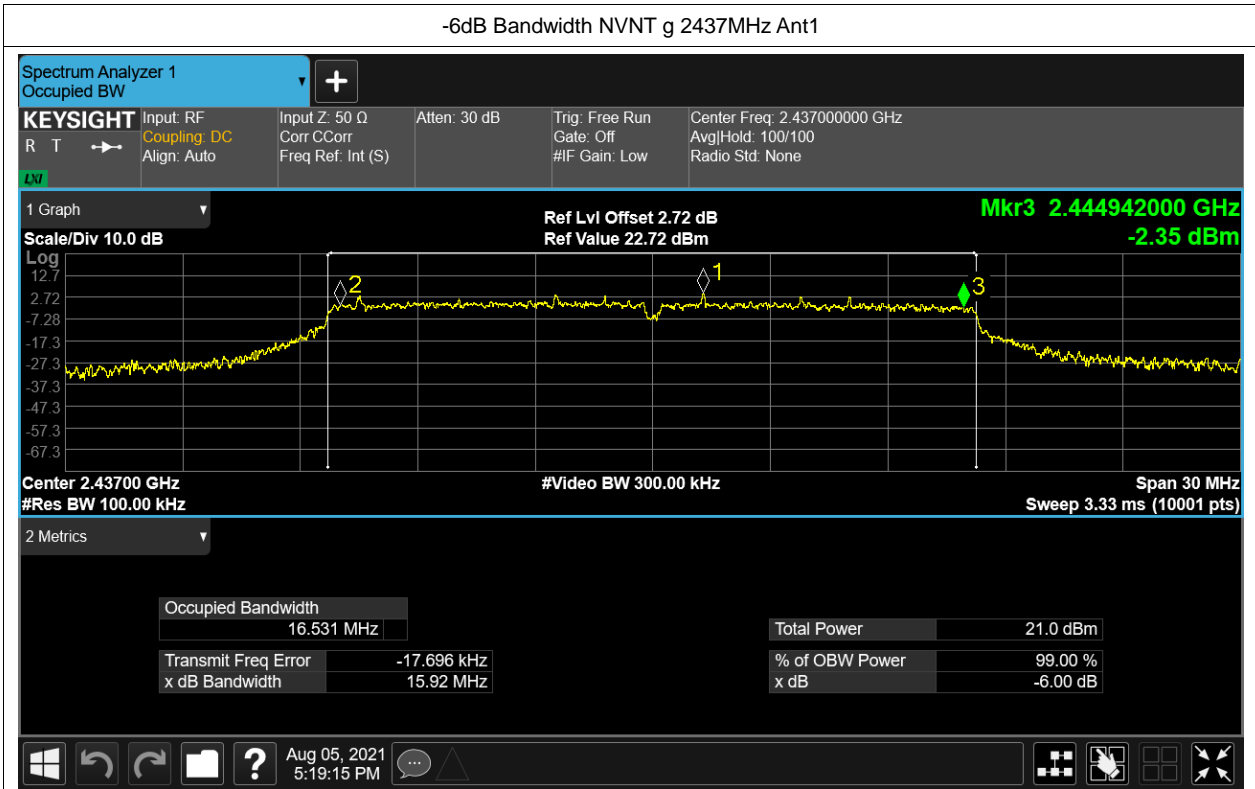 -6dB Bandwidth NVNT g 2437MHz Ant1
Spectrum Analyzer 1
Occupied BW
KEYSIGHT
R T
LXI
Input: RF
Coupling: DC
Align: Auto
Input Z: 50 Ω
Corr CCorr
Freq Ref: Int (S)
Atten: 30 dB
Trig: Free Run
Gate: Off
#IF Gain: Low
Center Freq: 2.437000000 GHz
Avg|Hold: 100/100
Radio Std: None
1 Graph
Scale/Div 10.0 dB
Ref Lvl Offset 2.72 dB
Ref Value 22.72 dBm
Mkr3 2.444942000 GHz
-2.35 dBm
Log
12.7
2.72
-7.28
-17.3
-27.3
-37.3
-47.3
-57.3
-67.3
2
1
3
Center 2.43700 GHz
#Res BW 100.00 kHz
#Video BW 300.00 kHz
Span 30 MHz
Sweep 3.33 ms (10001 pts)
2 Metrics
Occupied Bandwidth
16.531 MHz
Transmit Freq Error -17.696 kHz
x dB Bandwidth 15.92 MHz
Total Power 21.0 dBm
% of OBW Power 99.00 %
x dB -6.00 dB
?
Aug 05, 2021
5:19:15 PM